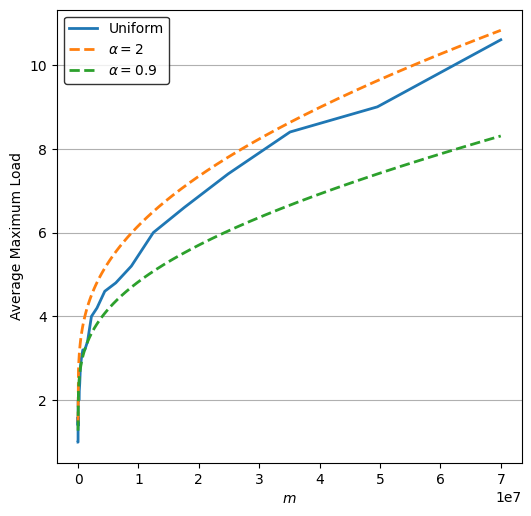 Uniform
α = 2
α = 0.9
10
8
6
4
2
Average Maximum Load
0 1 2 3 4 5 6 7
m
1e7